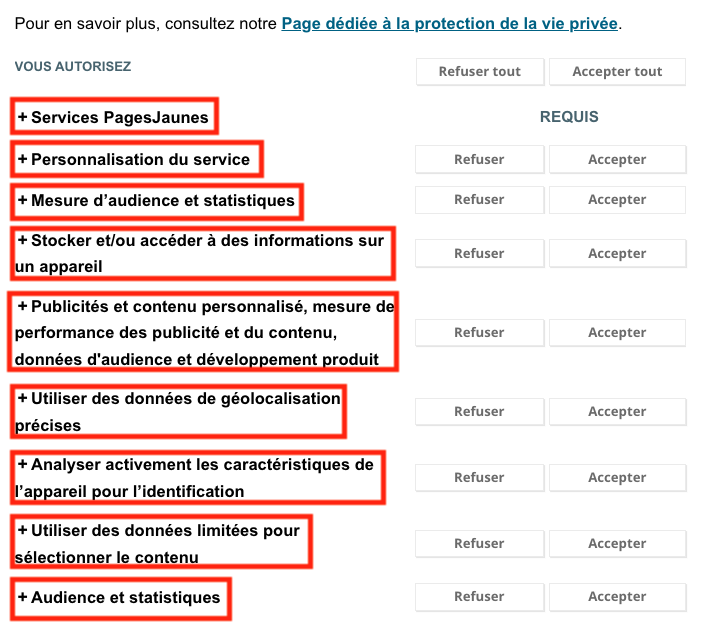 Pour en savoir plus, consultez notre Page dédiée à la protection de la vie privée.
VOUS AUTORISEZ
Refuser tout
Accepter tout
+ Services PagesJaunes
REQUIS
+ Personnalisation du service
Refuser
Accepter
+ Mesure d’audience et statistiques
Refuser
Accepter
+ Stocker et/ou accéder à des informations sur
un appareil
Refuser
Accepter
+ Publicités et contenu personnalisé, mesure de
performance des publicité et du contenu,
données d'audience et développement produit
Refuser
Accepter
+ Utiliser des données de géolocalisation
précises
Refuser
Accepter
+ Analyser activement les caractéristiques de
l’appareil pour l’identification
Refuser
Accepter
+ Utiliser des données limitées pour
sélectionner le contenu
Refuser
Accepter
+ Audience et statistiques
Refuser
Accepter